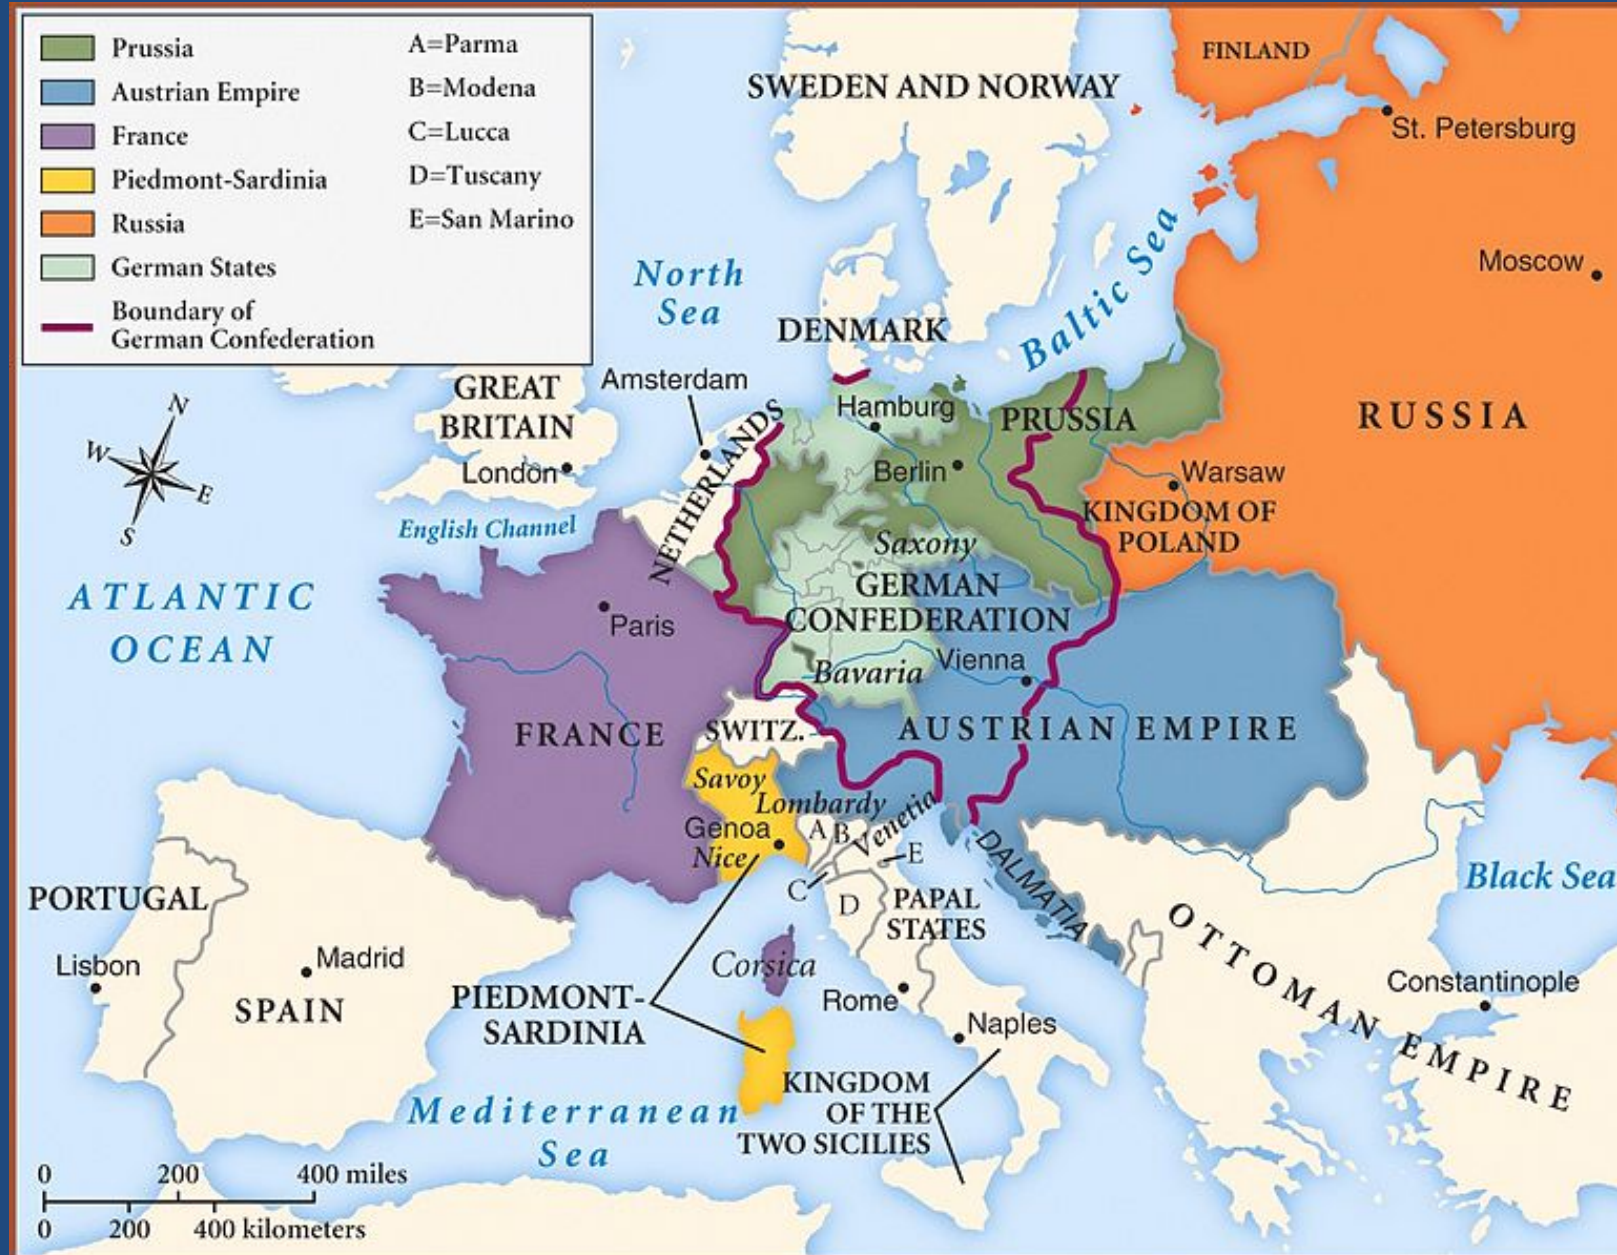 Prussia
Austrian Empire
France
Piedmont-Sardinia
Russia
German States
Boundary of
German Confederation
A=Parma
B=Modena
C=Lucca
D=Tuscany
E=San Marino
FINLAND
SWEDEN AND NORWAY
St. Petersburg
Moscow
North
Sea
Baltic Sea
DENMARK
GREAT
BRITAIN
London
Amsterdam
NETHERLANDS
Hamburg
PRUSSIA
RUSSIA
Berlin
Warsaw
KINGDOM OF
POLAND
N
W
E
S
English Channel
Saxony
GERMAN
CONFEDERATION
ATLANTIC
OCEAN
Paris
Bavaria
Vienna
FRANCE
SWITZ.
AUSTRIAN EMPIRE
Savoy
Lombardy
Venetia
Genoa
Nice
A
B
E
C
D
DALMATIA
PAPAL
STATES
Black Sea
PORTUGAL
Lisbon
Madrid
SPAIN
Corsica
Rome
PIEDMONT-
SARDINIA
Naples
OTTOMAN EMPIRE
Constantinople
KINGDOM
OF THE
TWO SICILIES
Mediterranean
Sea
0 200 400 miles
0 200 400 kilometers